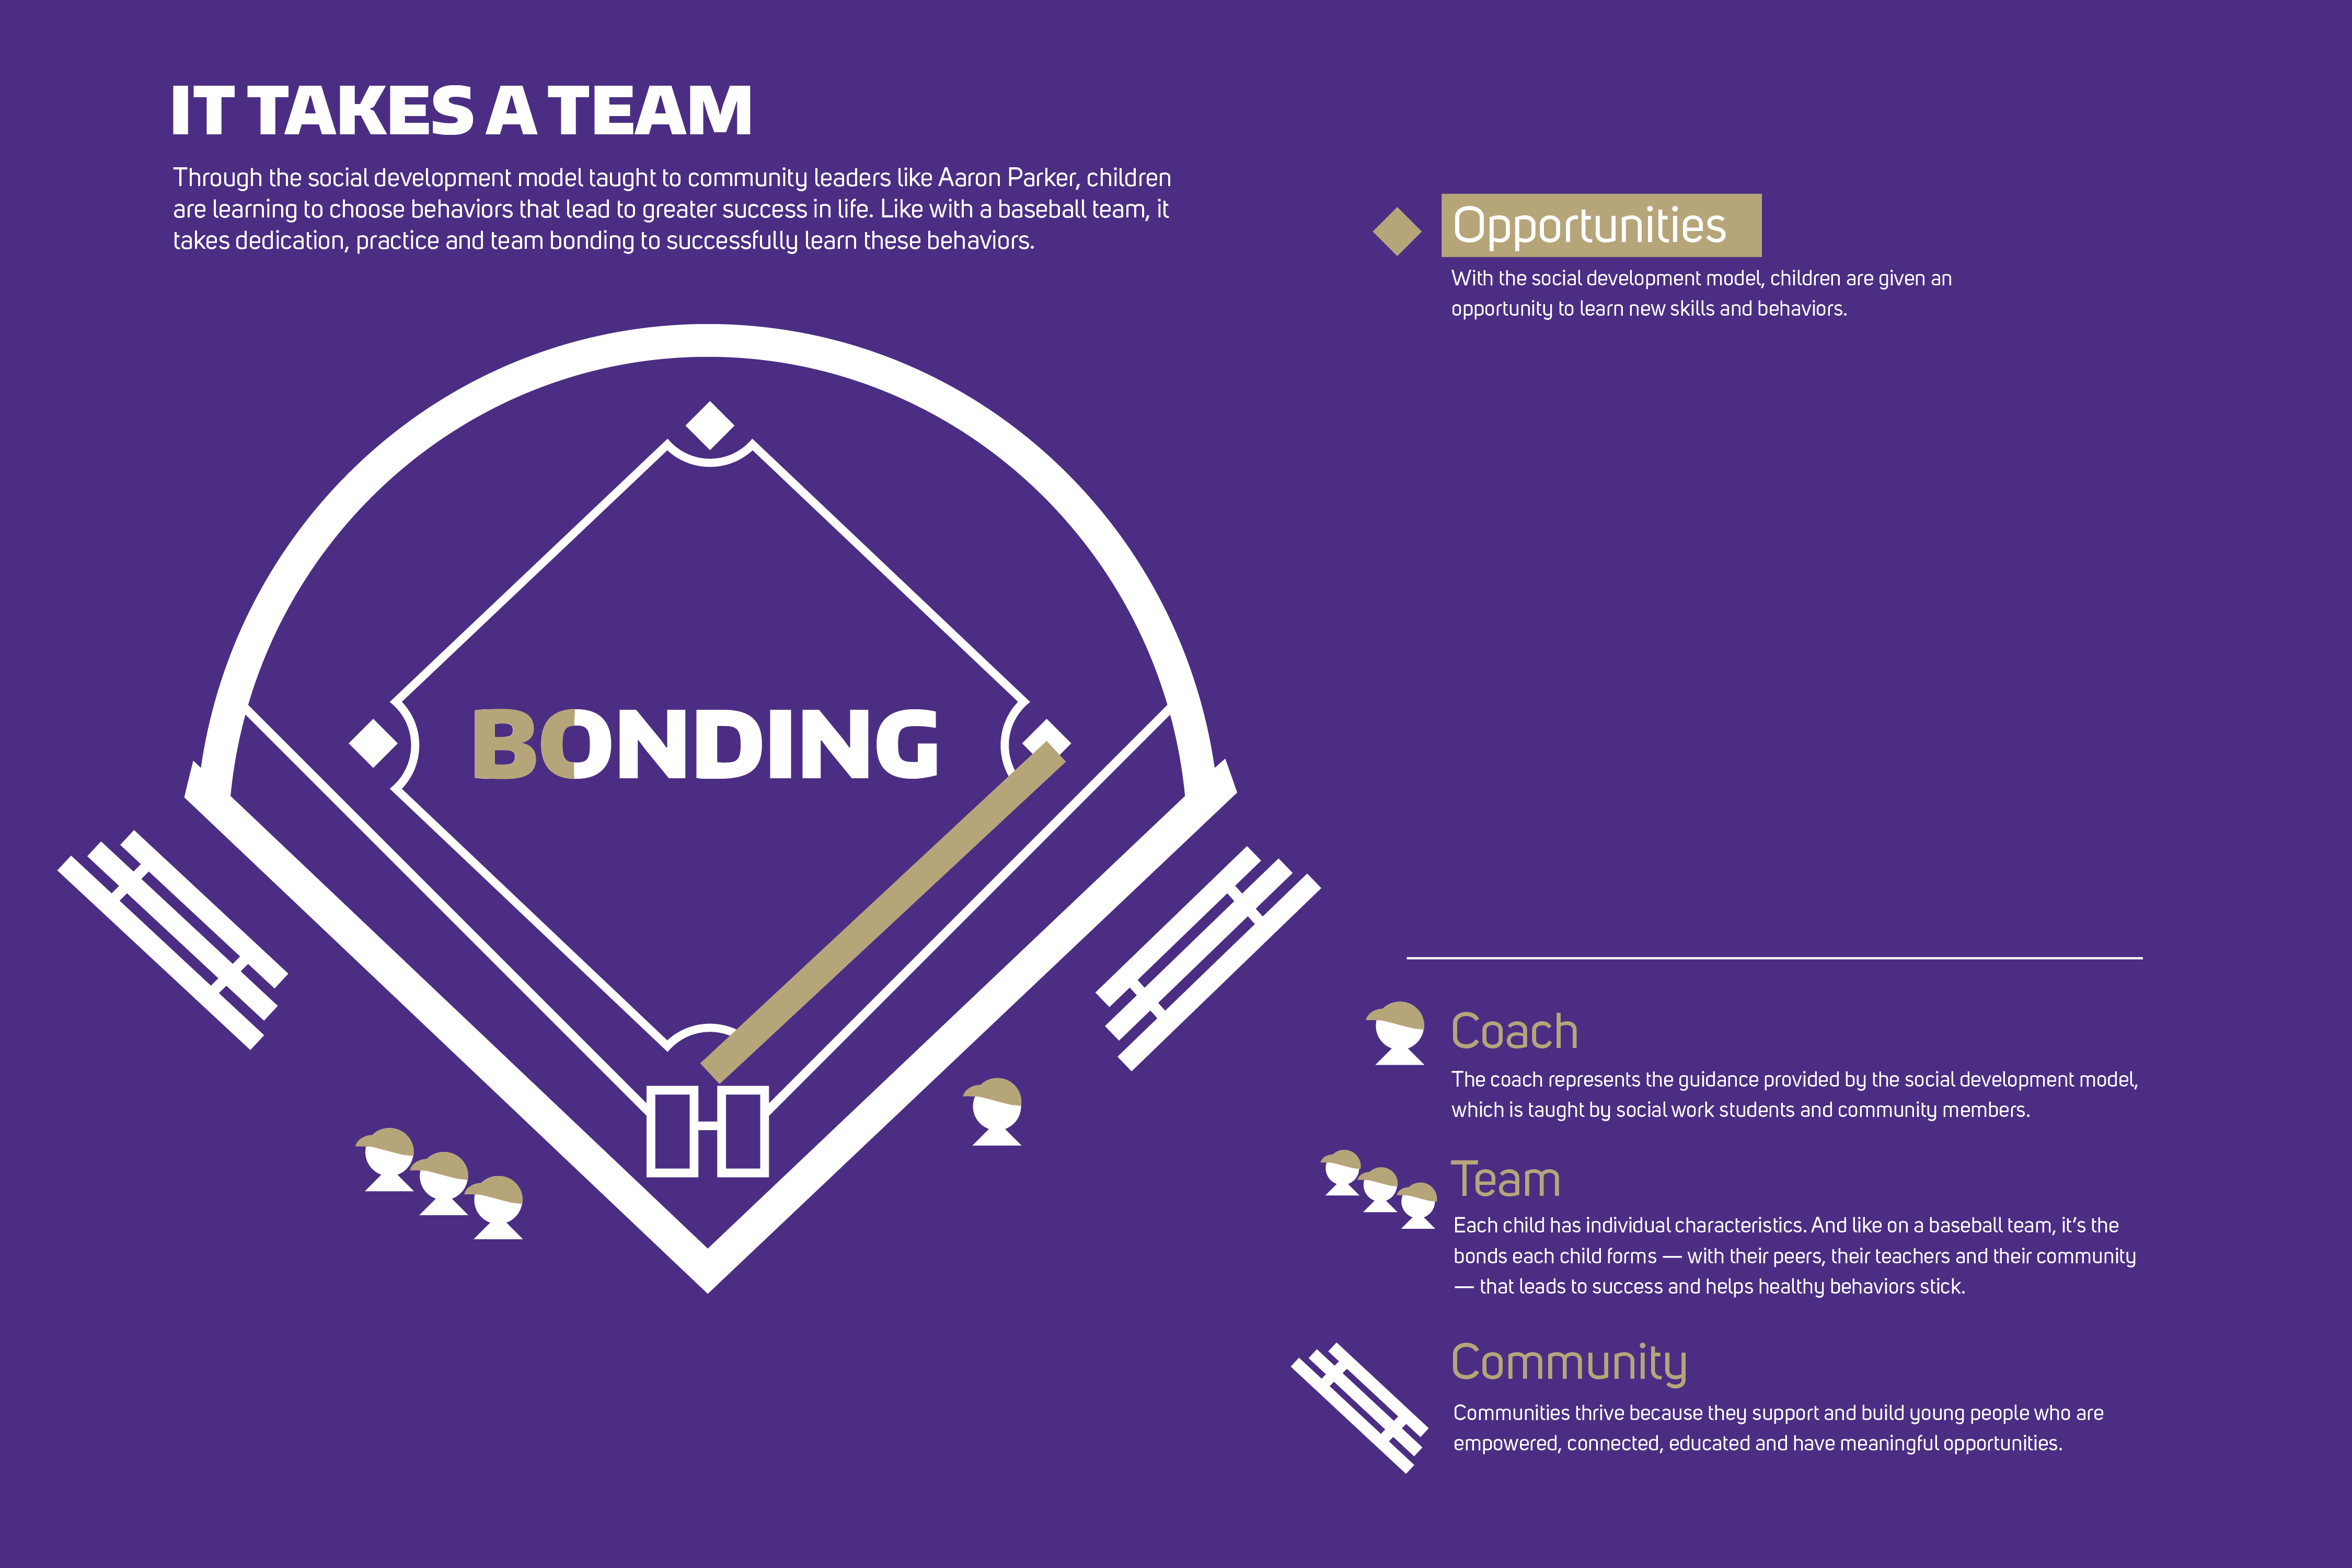 IT TAKES A TEAM
Through the social development model taught to community leaders like Aaron Parker, children
are learning to choose behaviors that lead to greater success in life. Like with a baseball team, it
takes dedication, practice and team bonding to successfully learn these behaviors.
Opportunities
With the social development model, children are given an
opportunity to learn new skills and behaviors.
BONDING
Coach
The coach represents the guidance provided by the social development model,
which is taught by social work students and community members.
Team
Each child has individual characteristics. And like on a baseball team, it’s the
bonds each child forms — with their peers, their teachers and their community
— that leads to success and helps healthy behaviors stick.
Community
Communities thrive because they support and build young people who are
empowered, connected, educated and have meaningful opportunities.